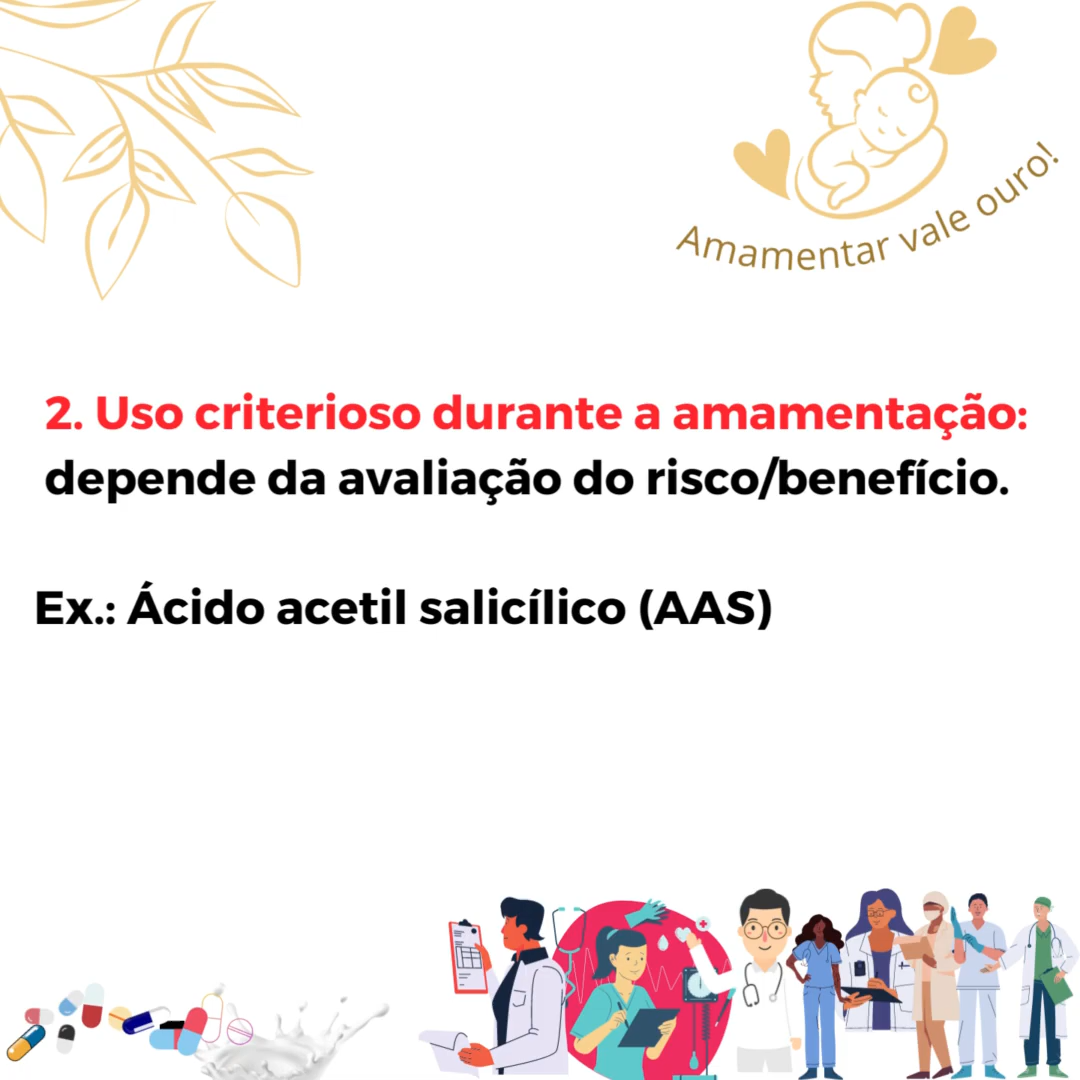 Amamentar vale ouro!
2. Uso criterioso durante a amamentação:
depende da avaliação do risco/benefício.
Ex.: Ácido acetil salicílico (AAS)